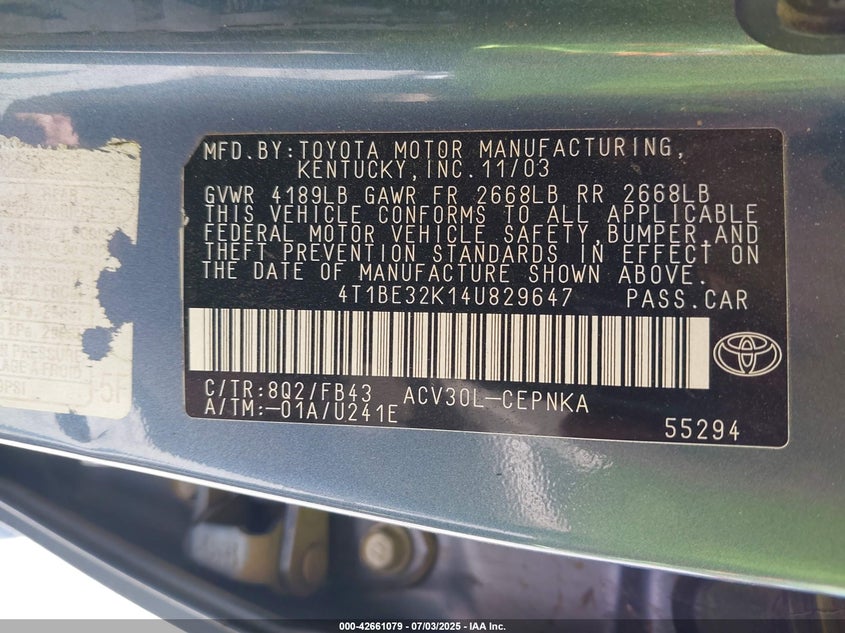 MFD.BY:TOYOTA MOTOR MANUFACTURING,
KENTUCKY,INC.11/03
GVWR 4189LB GAWR FR 2668LB RR 2668LB
THIS VEHICLE CONFORMS TO ALL APPLICABLE
FEDERAL MOTOR VEHICLE SAFETY,BUMPER,AND
THEFT PREVENTION STANDARDS IN EFFECT ON
THE DATE OF MANUFACTURE SHOWN ABOVE.
4T1BE32K14U829647 PASS.CAR
C/TR:8Q2/FB43 ACV30L-CEPNKA
A/TM:-01A/U241E
55294
000-42661079 - 07/03/2025 - IAA Inc.